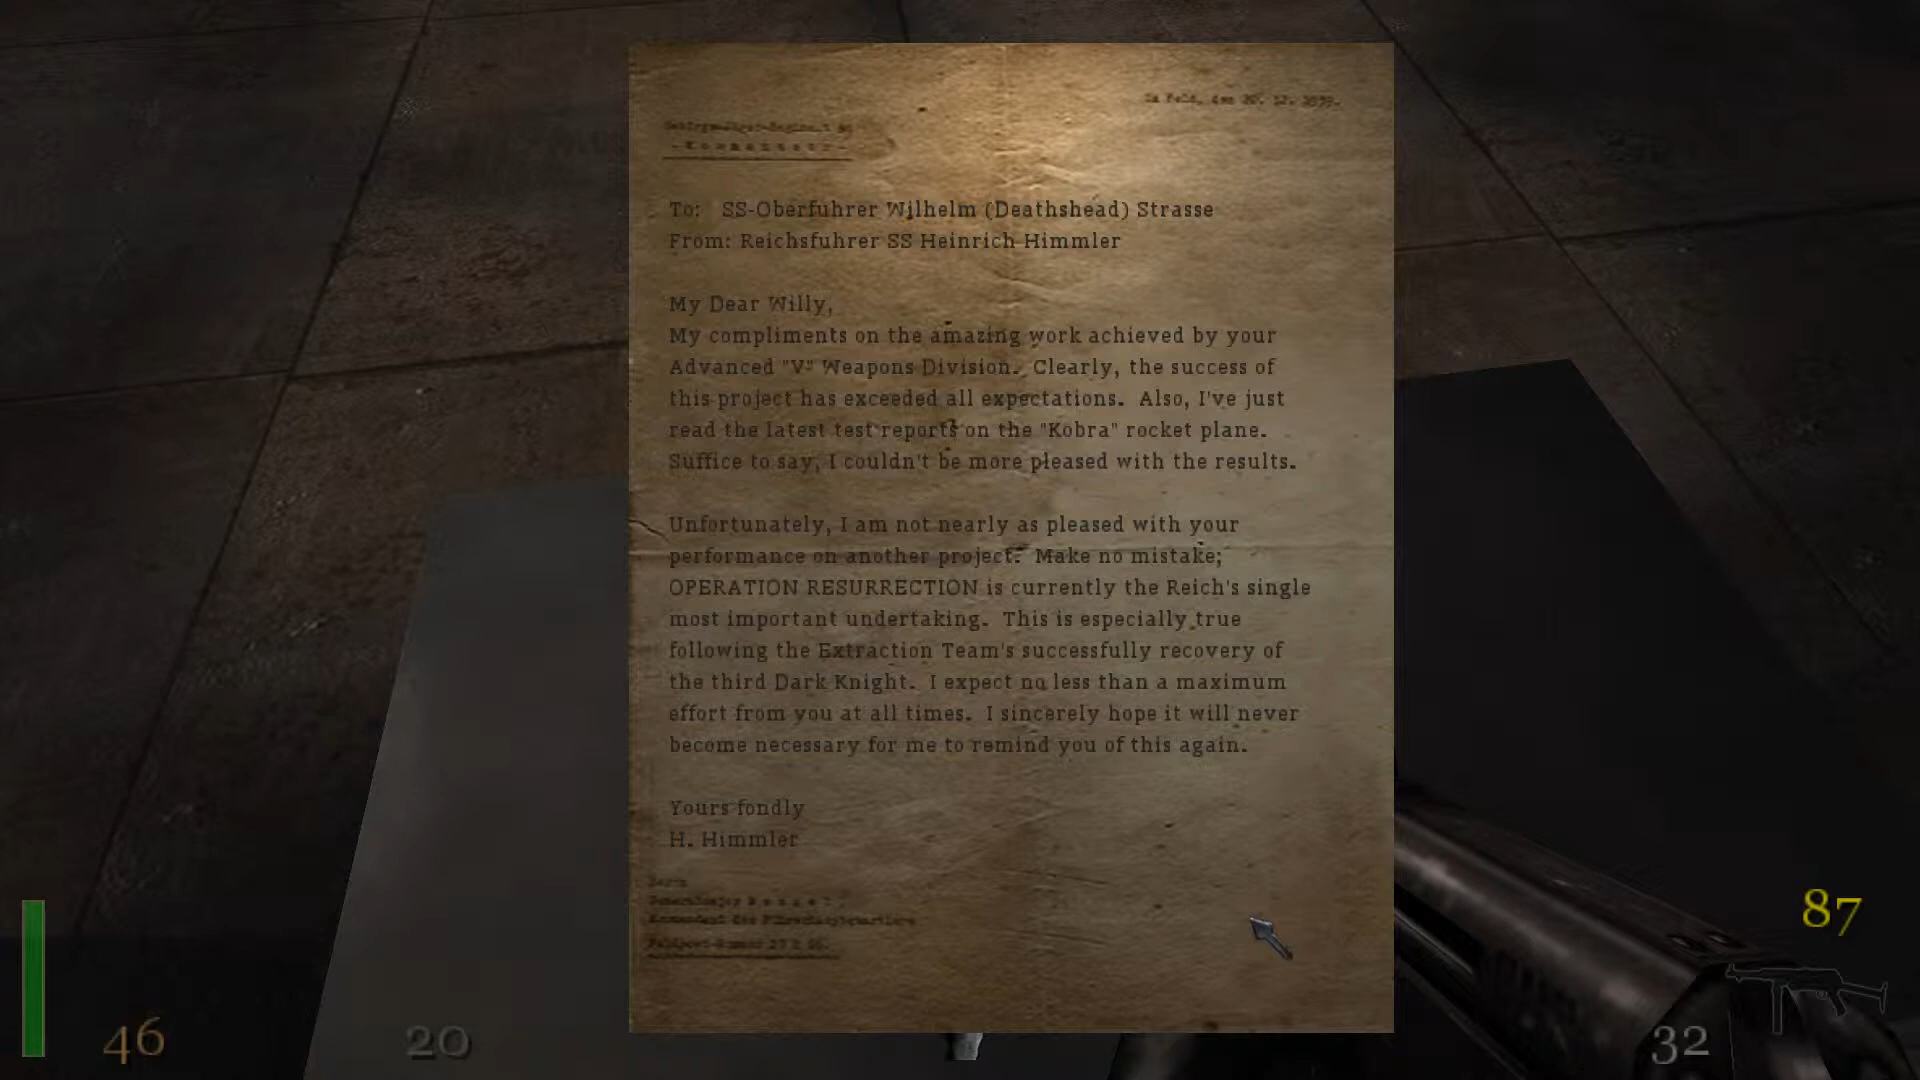 To: SS-Oberfuhrer Wilhelm (Deathshead) Strasse
From: Reichsfuhrer SS Heinrich Himmler
My Dear Willy,
My compliments on the amazing work achieved by your
Advanced "V" Weapons Division. Clearly, the success of
this project has exceeded all expectations. Also, I've just
read the latest test reports on the "Kobra" rocket plane.
Suffice to say, I couldn't be more pleased with the results.
Unfortunately, I am not nearly as pleased with your
performance on another project. Make no mistake;
OPERATION RESURRECTION is currently the Reich's single
most important undertaking. This is especially true
following the Extraction Team's successfully recovery of
the third Dark Knight. I expect no less than a maximum
effort from you at all times. I sincerely hope it will never
become necessary for me to remind you of this again.
Yours fondly
H. Himmler
87
46 20 32